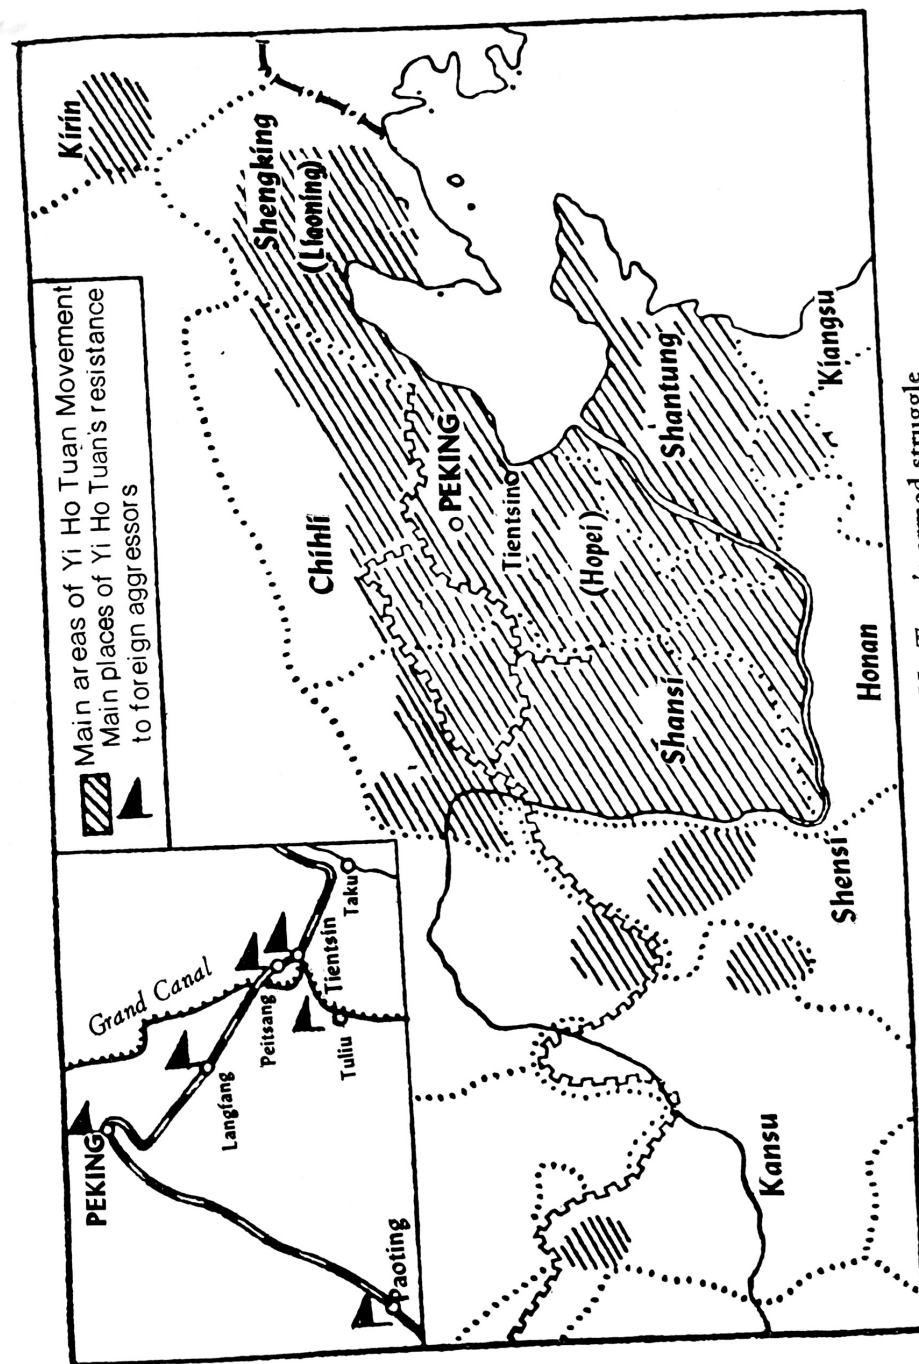 Main areas of Yi Ho Tuan Movement
Main places of Yi Ho Tuan's resistance
to foreign aggressors
PEKING
Grand Canal
Langfang
Peitsang
Tientsin
Taku
Tuliu
Paoting
Kirin
Shengking
(Liaoning)
Chihli
PEKING
Tientsin
(Hopei)
Shansi
Shantung
Kiangsu
Honan
Shensi
Kansu
armed struggle